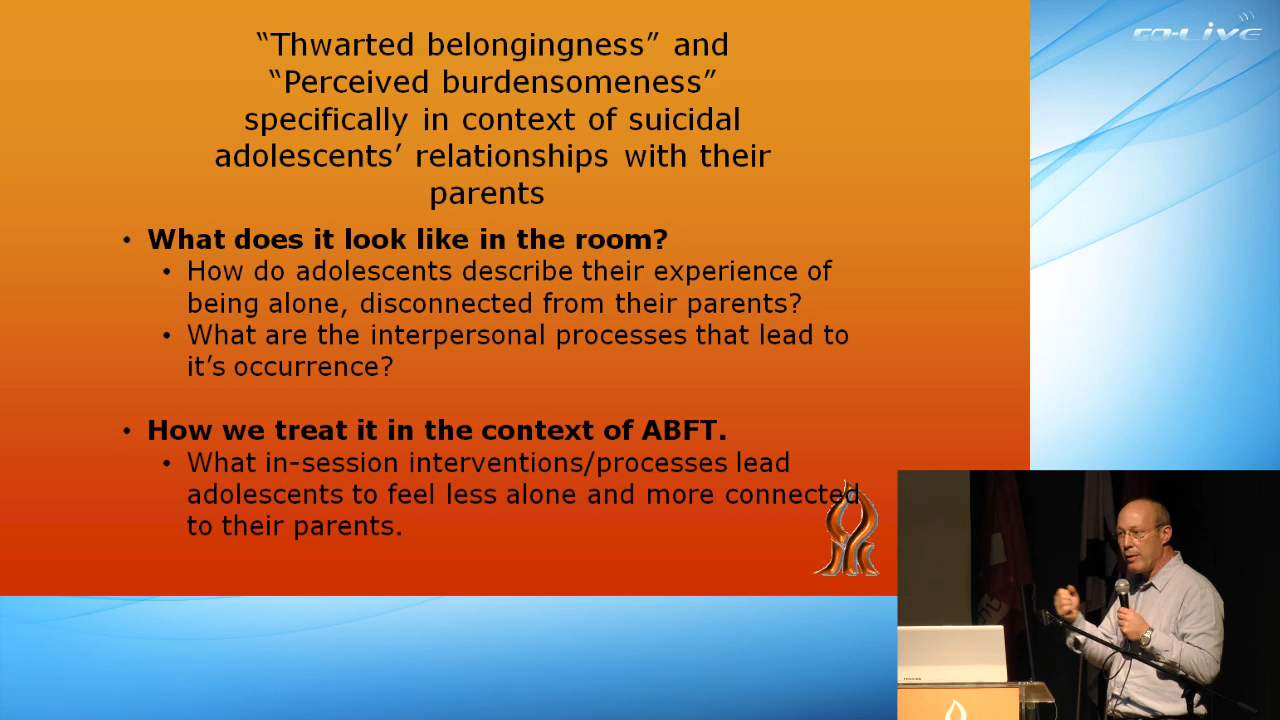 GO-LIVE
“Thwarted belongingness” and
“Perceived burdensomeness”
specifically in context of suicidal
adolescents’ relationships with their
parents
• What does it look like in the room?
• How do adolescents describe their experience of
being alone, disconnected from their parents?
• What are the interpersonal processes that lead to
it’s occurrence?
• How we treat it in the context of ABFT.
• What in-session interventions/processes lead
adolescents to feel less alone and more connected
to their parents.